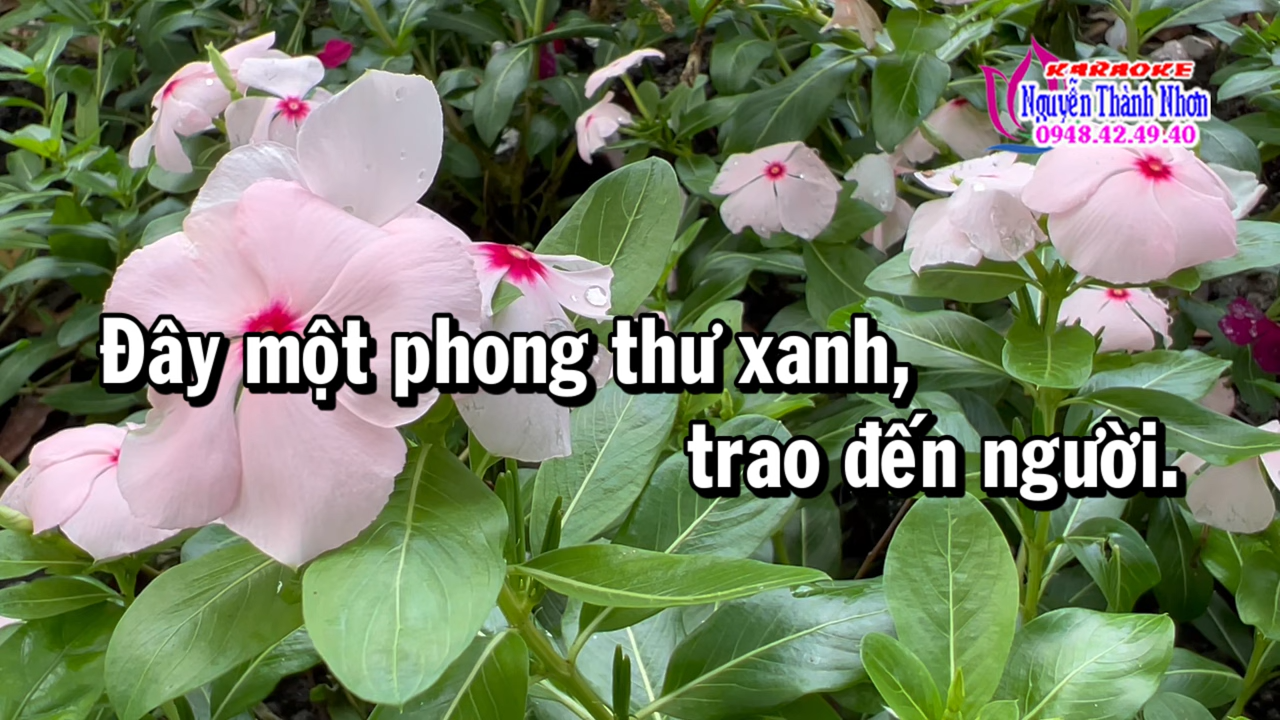 KARAOKE
Nguyễn Thành Nhơn
0948.42.49.40
Đây một phong thư xanh,
trao đến người.